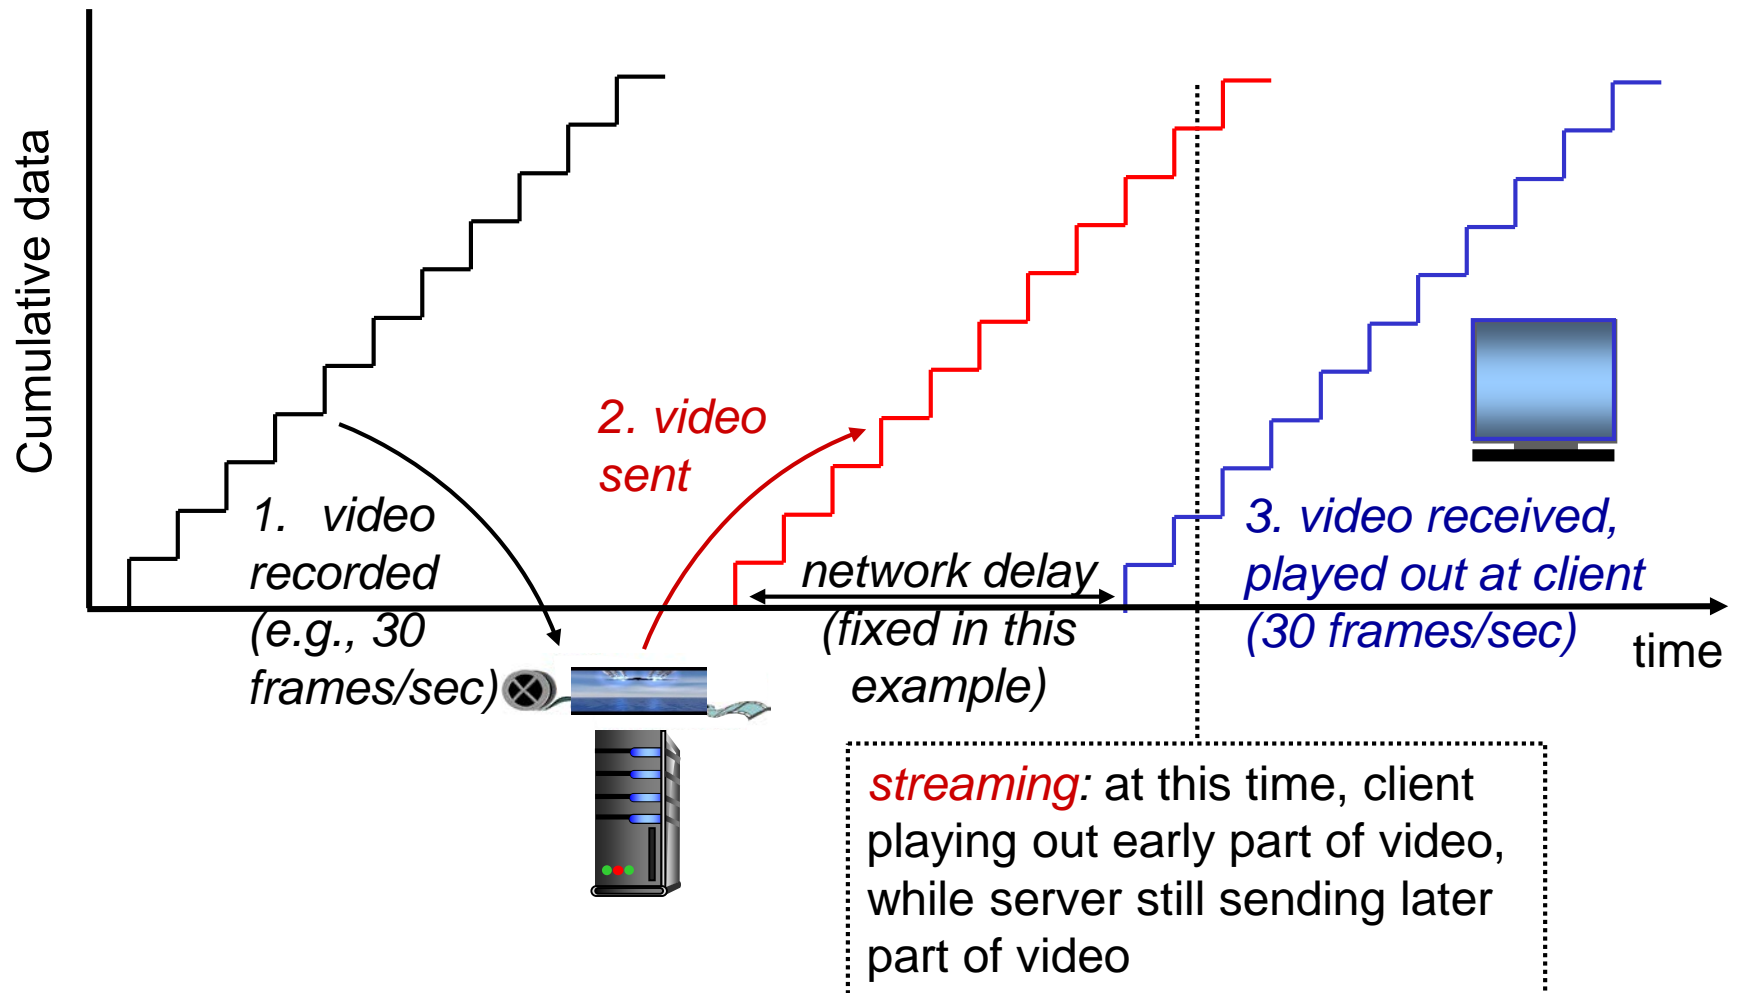 Cumulative data
1. video
recorded
(e.g., 30
frames/sec)
2. video
sent
network delay
(fixed in this
example)
3. video received,
played out at client
(30 frames/sec)
time
streaming: at this time, client
playing out early part of video,
while server still sending later
part of video